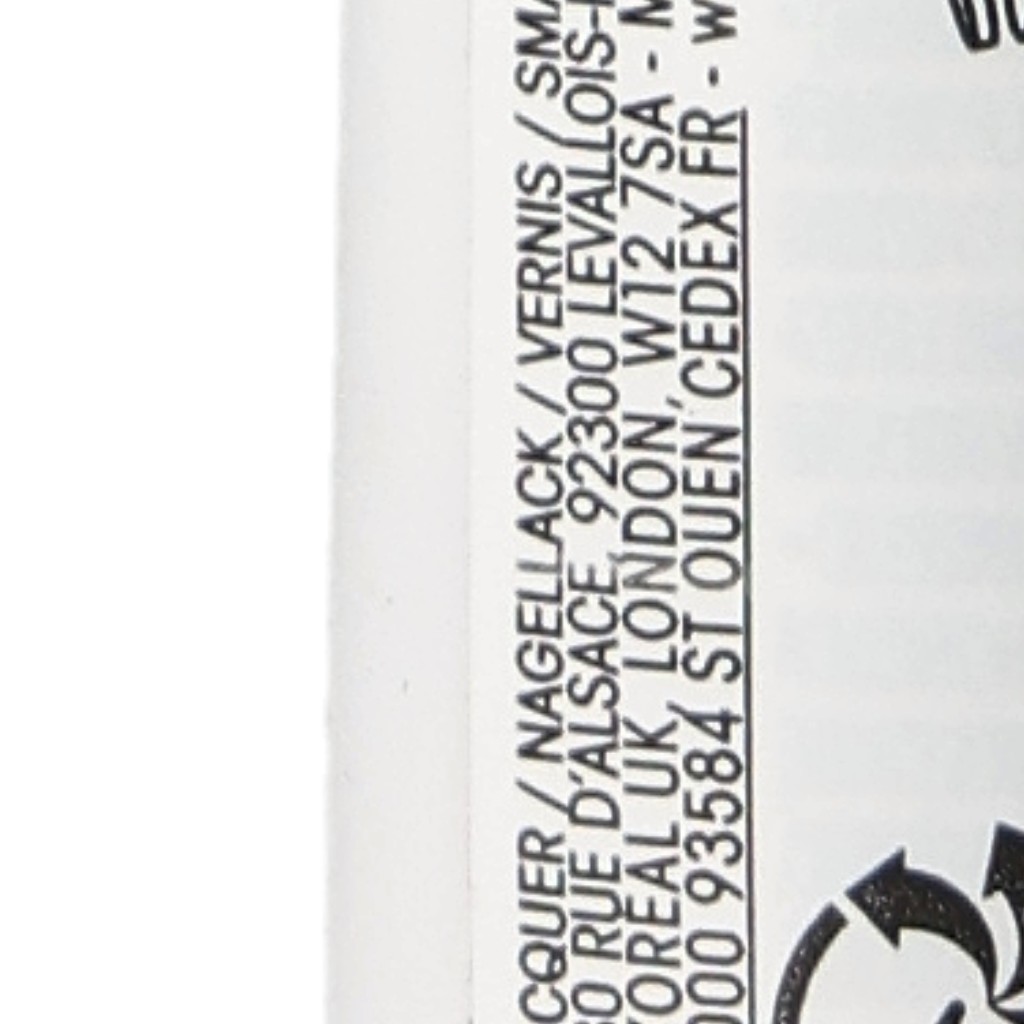 CQUER / NAGELLACK / VERNIS / SMA
30 RUE D'ALSACE, 92300 LEVALLOIS-
'OREAL UK, LONDON, W12 7SA -
000 93584 ST OUEN CEDEX FR - W